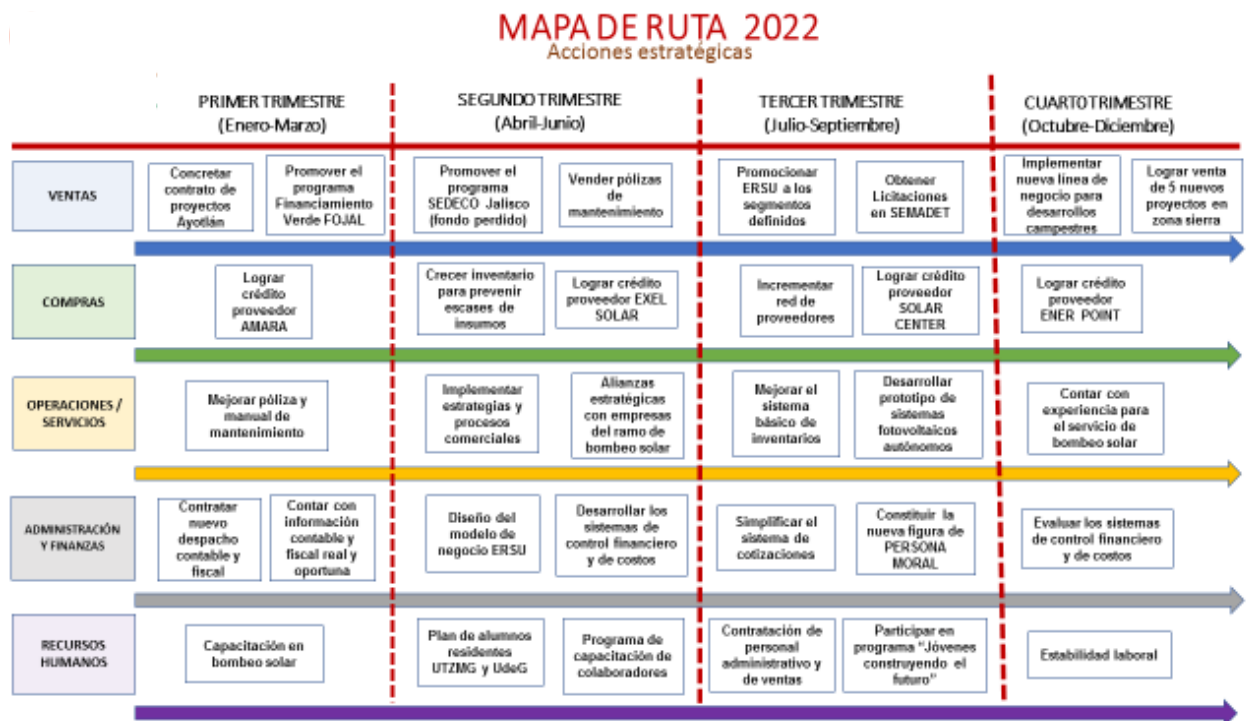 MAPA DE RUTA 2022
Acciones estratégicas
PRIMER TRIMESTRE
(Enero-Marzo)
SEGUNDO TRIMESTRE
(Abril-Junio)
TERCER TRIMESTRE
(Julio-Septiembre)
CUARTO TRIMESTRE
(Octubre-Diciembre)
VENTAS
Concretar
contrato de
proyectos
Ayotlán
Promover el
programa
Financiamiento
Verde FOJAL
Promover el
programa
SEDECO Jalisco
(fondo perdido)
Vender pólizas
de
mantenimiento
Promocionar
ERSU a los
segmentos
definidos
Obtener
Licitaciones
en SEMADET
Implementar
nueva línea de
negocio para
desarrollos
campestres
Lograr venta
de 5 nuevos
proyectos en
zona sierra
COMPRAS
Lograr
crédito
proveedor
AMARA
Crecer inventario
para prevenir
escases de
insumos
Lograr crédito
proveedor EXEL
SOLAR
Incrementar
red de
proveedores
Lograr crédito
proveedor
SOLAR
CENTER
Lograr crédito
proveedor
ENER POINT
OPERACIONES /
SERVICIOS
Mejorar póliza y
manual de
mantenimiento
Implementar
estrategias y
procesos
comerciales
Alianzas
estratégicas
con empresas
del ramo de
bombeo solar
Mejorar el
sistema
básico de
inventarios
Desarrollar
prototipo de
sistemas
fotovoltaicos
autónomos
Contar con
experiencia para
el servicio de
bombeo solar
ADMINISTRACIÓN
Y FINANZAS
Contratar
nuevo
despacho
contable y
fiscal
Contar con
información
contable y
fiscal real y
oportuna
Diseño del
modelo de
negocio ERSU
Desarrollar los
sistemas de
control financiero
y de costos
Simplificar el
sistema de
cotizaciones
Constituir la
nueva figura de
PERSONA
MORAL
Evaluar los sistemas
de control financiero
y de costos
RECURSOS
HUMANOS
Capacitación en
bombeo solar
Plan de alumnos
residentes
UTZMG y UdeG
Programa de
capacitación de
colaboradores
Contratación de
personal
administrativo y
de ventas
Participar en
programa "Jóvenes
construyendo el
futuro"
Estabilidad laboral